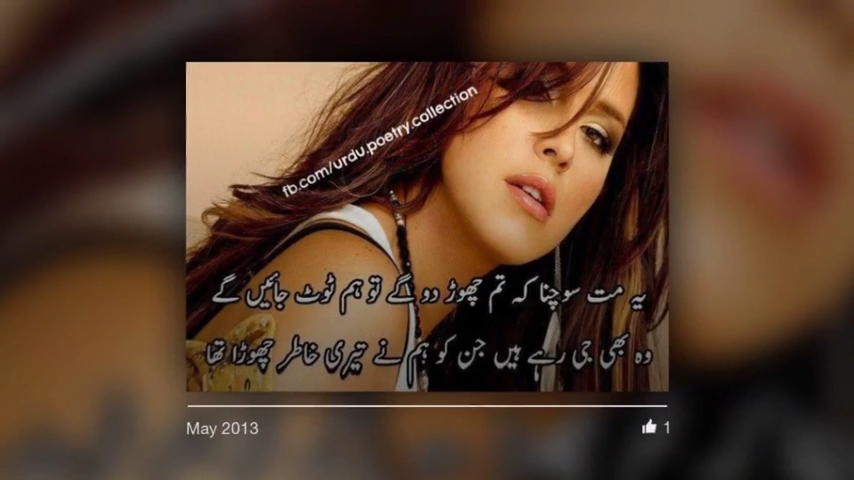 fb.com/urdu.poetry.collection
یہ مت سوچنا کہ تم چھوڑ دو گے تو ہم ٹوٹ جائیں گے
وہ بھی جی رہے ہیں جن کو ہم نے تیری خاطر چھوڑا تھا
May 2013
1